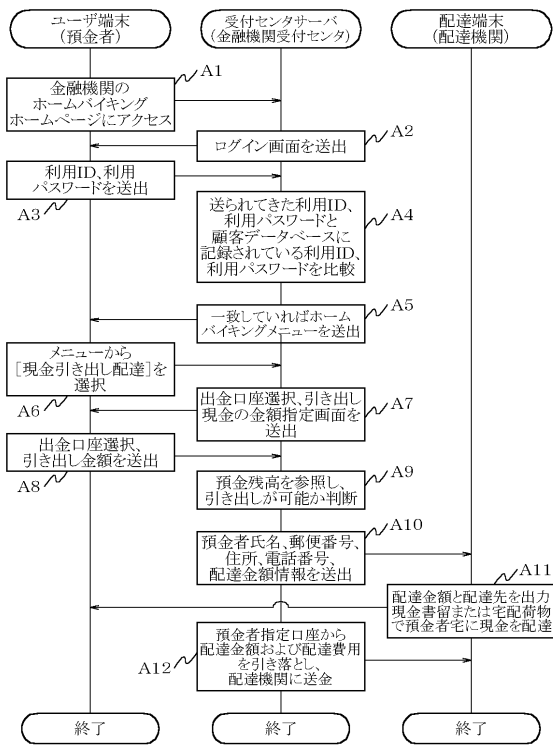 ユーザ端末
(預金者)
受付センタサーバ
(金融機関受付センタ)
配達端末
(配達機関)
金融機関の
ホームバイキング
ホームページにアクセス
A1
ログイン画面を送出
A2
利用ID、利用
パスワードを送出
A3
送られてきた利用ID、
利用パスワードと
顧客データベースに
記録されている利用ID、
利用パスワードを比較
A4
一致していればホーム
バイキングメニューを送出
A5
メニューから
[現金引き出し配達]を
選択
A6
出金口座選択、引き出し
現金の金額指定画面を
送出
A7
出金口座選択、
引き出し金額を送出
A8
預金残高を参照し、
引き出しが可能か判断
A9
預金者氏名、郵便番号、
住所、電話番号、
配達金額情報を送出
A10
配達金額と配達先を出力
現金書留または宅配荷物
で預金者宅に現金を配達
A11
預金者指定口座から
配達金額および配達費用
を引き落とし、
配達機関に送金
A12
終了
終了
終了